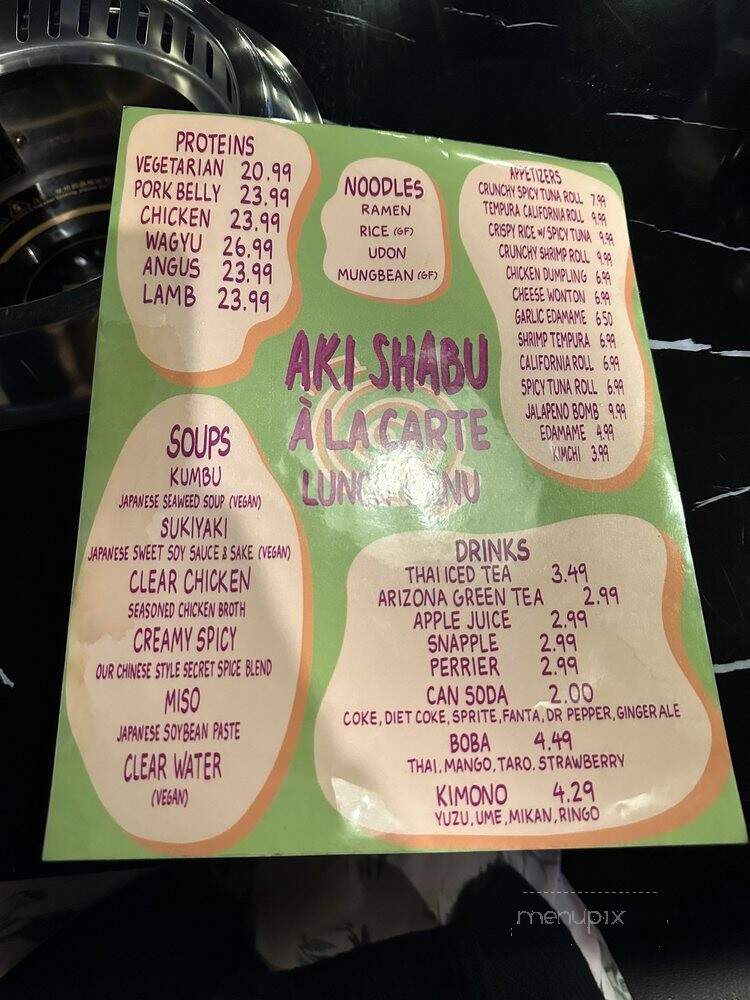 PROTEINS
VEGETARIAN 20.99
PORK BELLY 23.99
CHICKEN 23.99
WAGYU 26.99
ANGUS 23.99
LAMB 23.99
NOODLES
RAMEN
RICE (GF)
UDON
MUNGBEAN (GF)
APPETIZERS
CRUNCHY SPICY TUNA ROLL 7.99
TEMPURA CALIFORNIA ROLL 9.99
CRISPY RICE W/ SPICY TUNA 9.99
CRUNCHY SHRIMP ROLL 9.99
CHICKEN DUMPLING 6.99
CHEESE WONTON 6.99
GARLIC EDAMAME 6.50
SHRIMP TEMPURA 6.99
CALIFORNIA ROLL 6.99
SPICY TUNA ROLL 6.99
JALAPENO BOMB 9.99
EDAMAME 4.99
KIMCHI 3.99
AKI SHABU
À LA CARTE
SOUPS
KUMBU
JAPANESE SEAWEED SOUP (VEGAN)
SUKIYAKI
JAPANESE SWEET SOY SAUCE & SAKE (VEGAN)
CLEAR CHICKEN
SEASONED CHICKEN BROTH
CREAMY SPICY
OUR CHINESE STYLE SECRET SPICE BLEND
MISO
JAPANESE SOYBEAN PASTE
CLEAR WATER
(VEGAN)
DRINKS
THAI ICED TEA 3.49
ARIZONA GREEN TEA 2.99
APPLE JUICE 2.99
SNAPPLE 2.99
PERRIER 2.99
CAN SODA 2.00
COKE, DIET COKE, SPRITE, FANTA, DR PEPPER, GINGER ALE
BOBA 4.49
THAI, MANGO, TARO, STRAWBERRY
KIMONO 4.29
YUZU, UME, MIKAN, RINGO
menupix